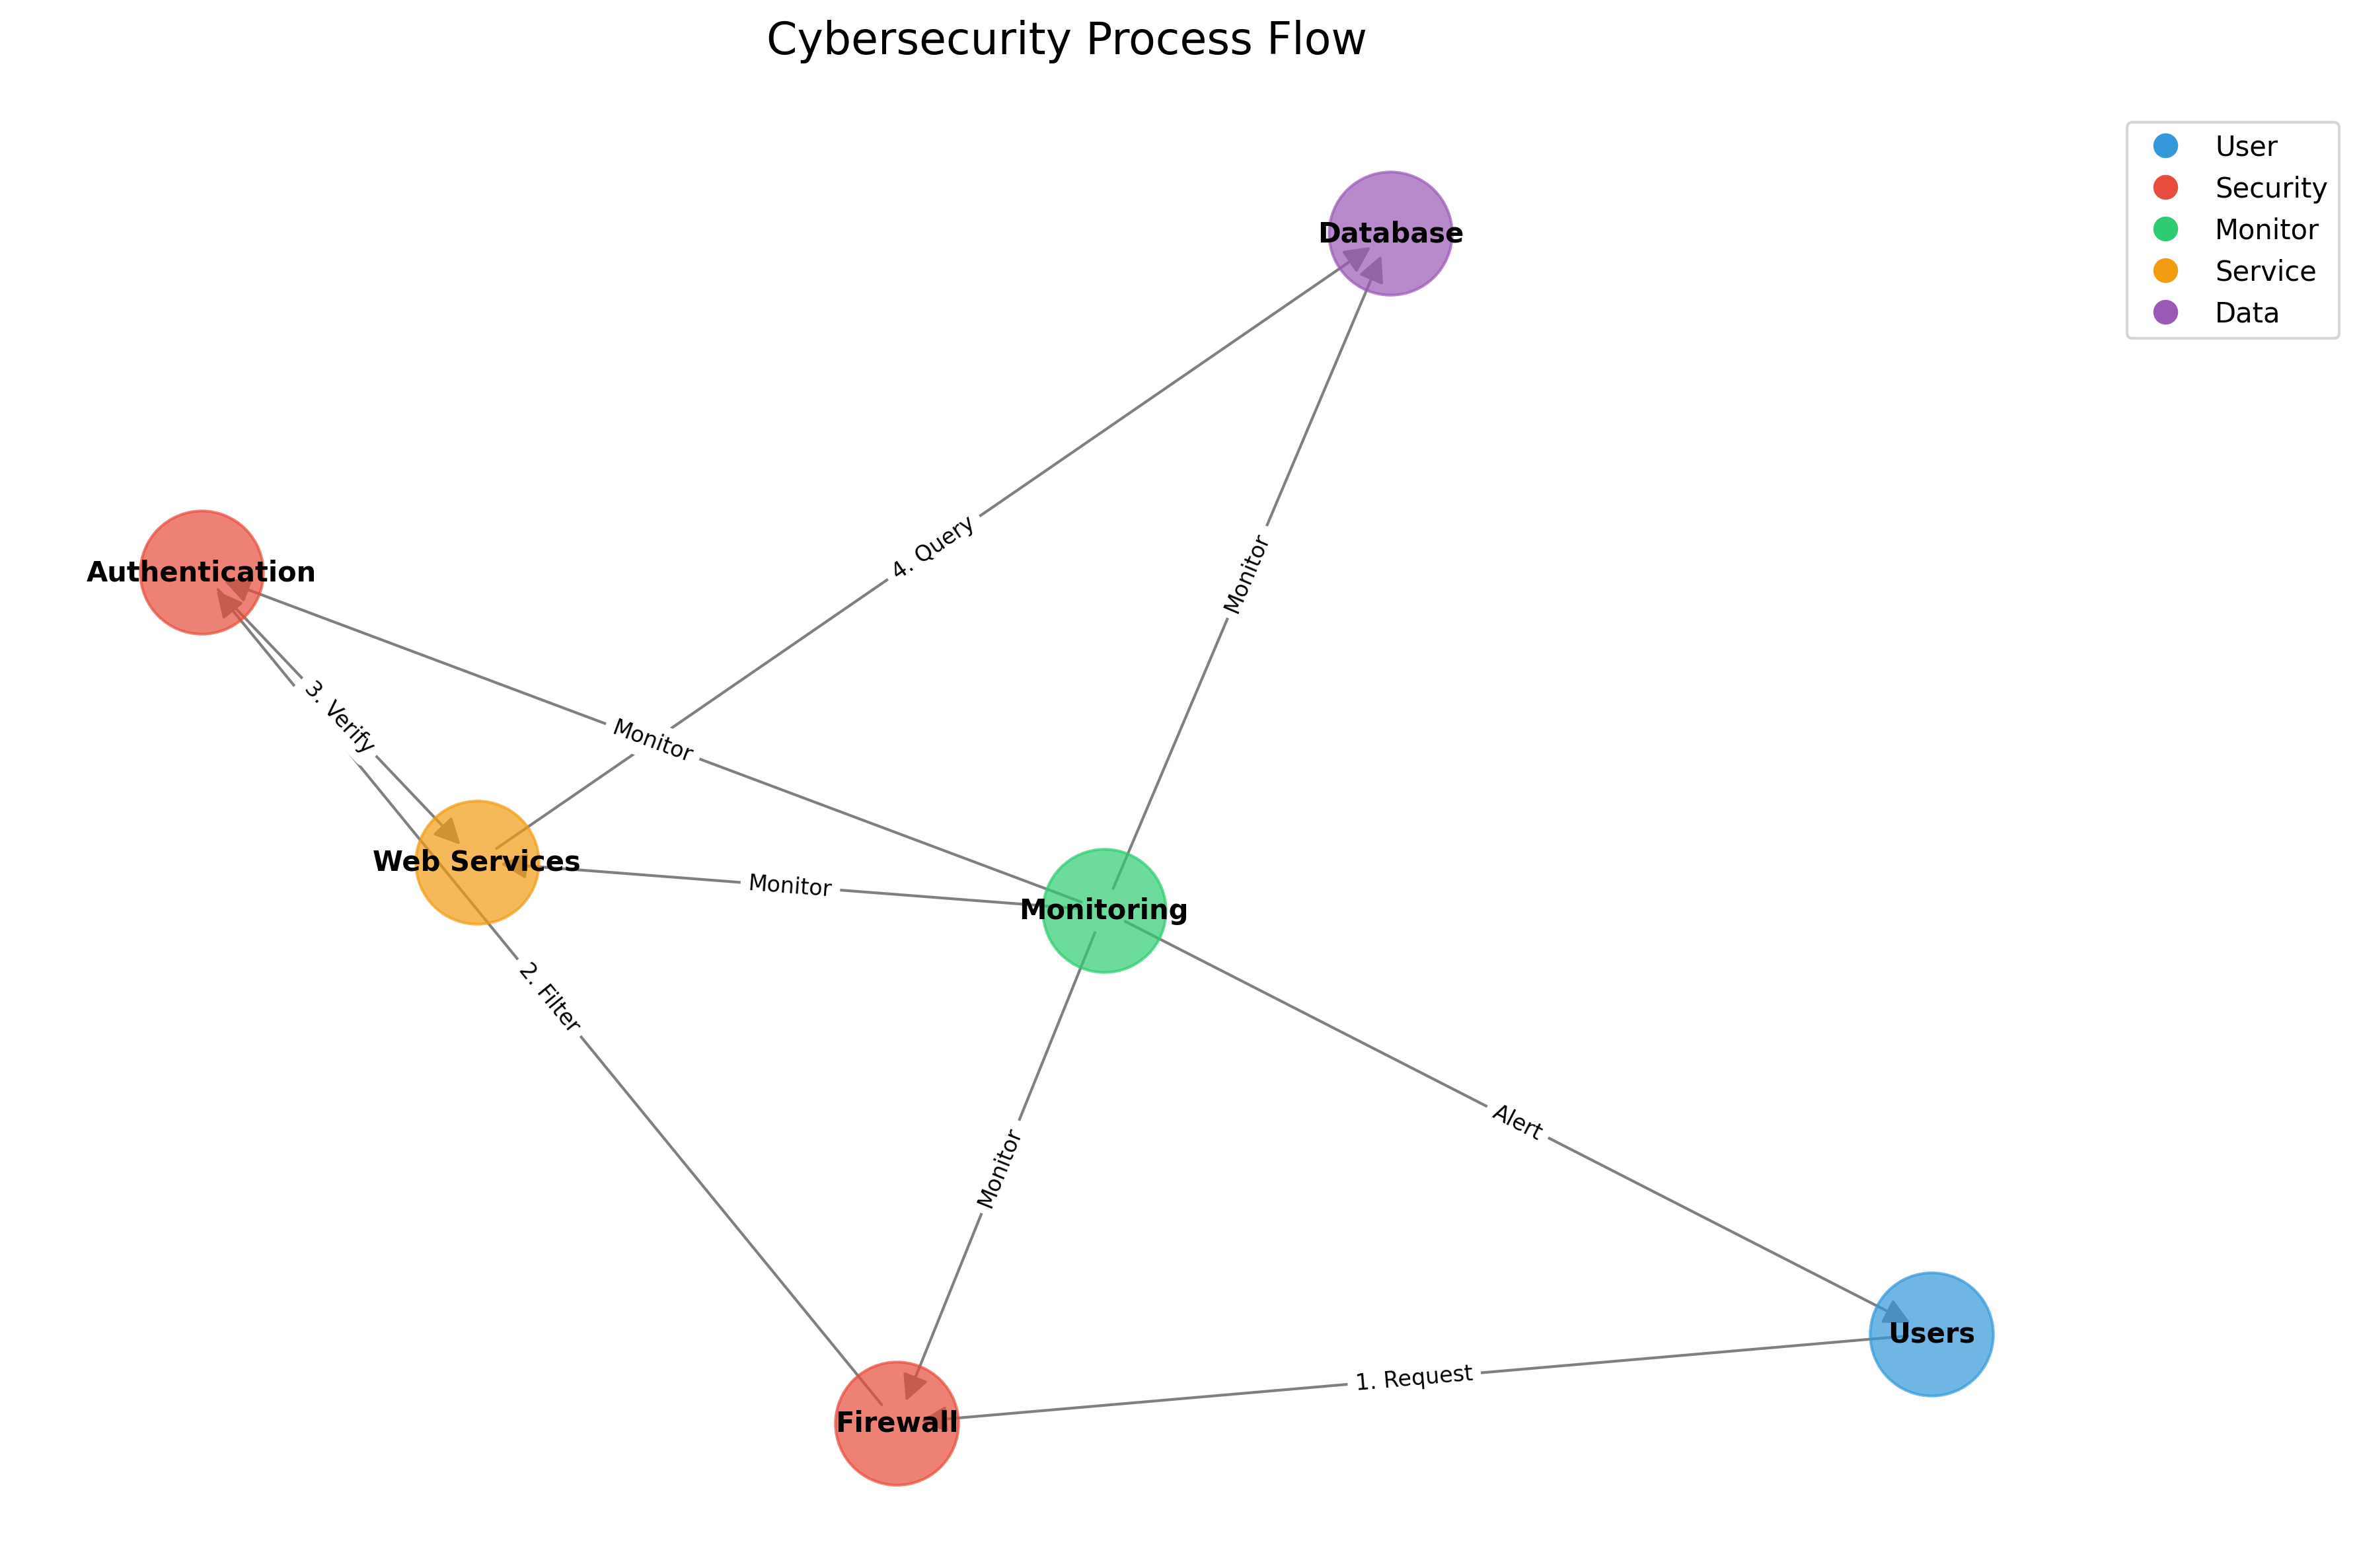 Cybersecurity Process Flow
User
Security
Monitor
Service
Data
Database
4. Query
Monitor
Authentication
3. Verify
Monitor
Web Services
Monitor
Monitoring
2. Filter
Alert
Monitor
Users
1. Request
Firewall